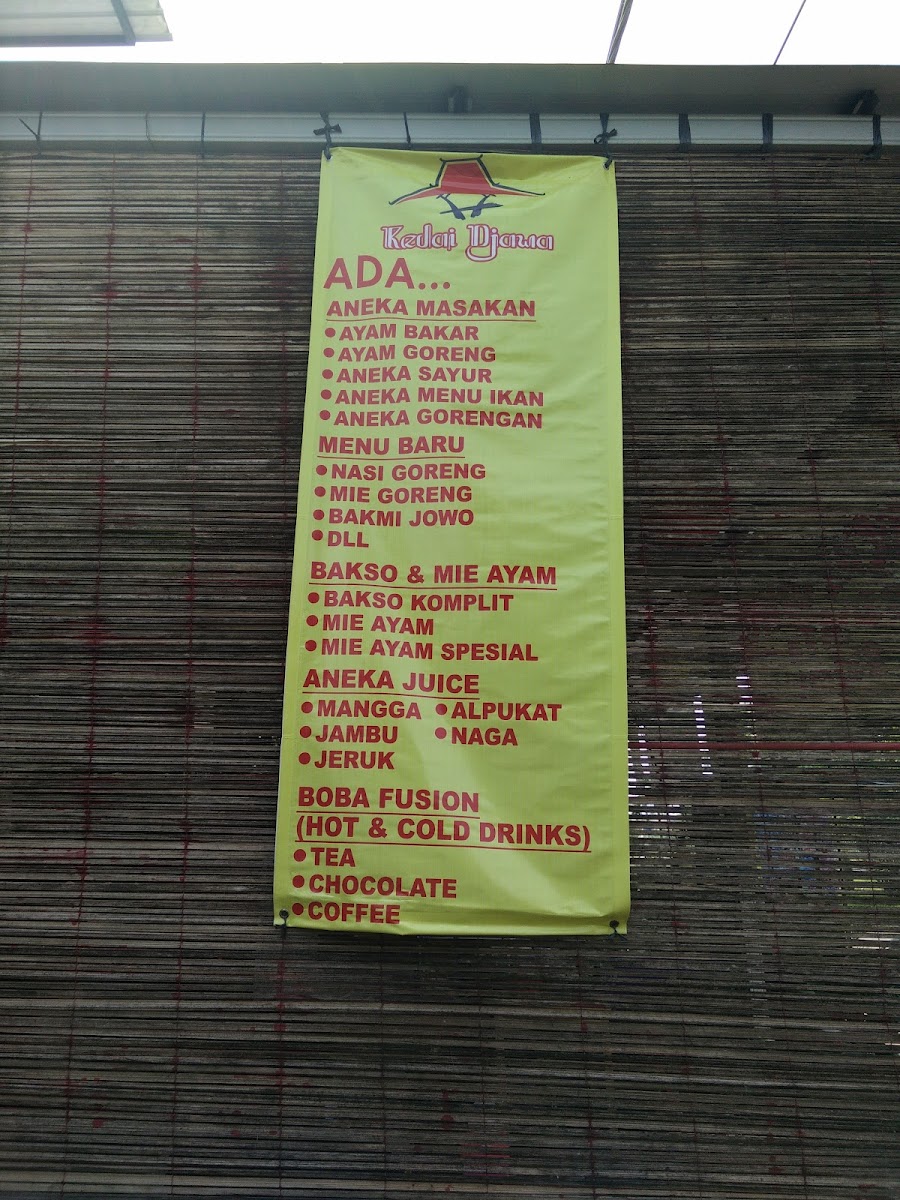 Kedai Djawa
ADA...
ANEKA MASAKAN
• AYAM BAKAR
• AYAM GORENG
• ANEKA SAYUR
• ANEKA MENU IKAN
• ANEKA GORENGAN
MENU BARU
• NASI GORENG
• MIE GORENG
• BAKMI JOWO
• DLL
BAKSO & MIE AYAM
• BAKSO KOMPLIT
• MIE AYAM
• MIE AYAM SPESIAL
ANEKA JUICE
• MANGGA • ALPUKAT
• JAMBU • NAGA
• JERUK
BOBA FUSION
(HOT & COLD DRINKS)
• TEA
• CHOCOLATE
• COFFEE